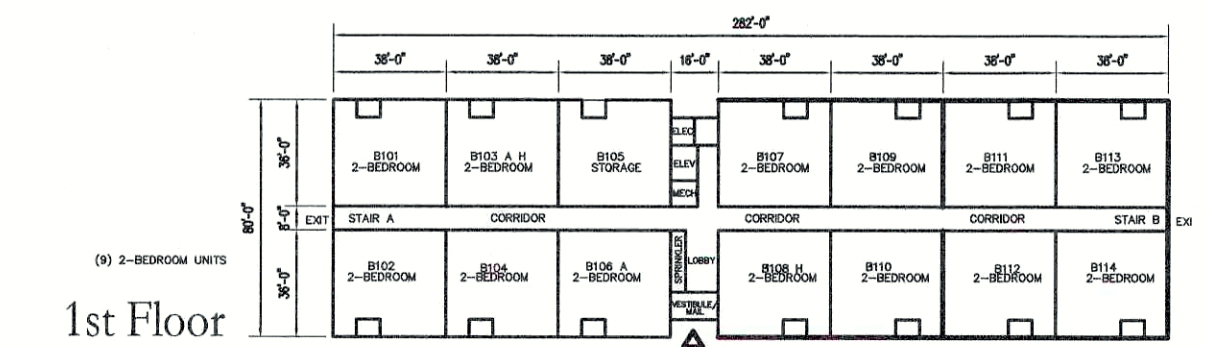 282'-0"
38'-0" 38'-0" 38'-0" 16'-0" 38'-0" 38'-0" 38'-0" 38'-0"
80'-0"
36'-0"
8'-0"
36'-0"
B101
2-BEDROOM
B103 A H
2-BEDROOM
B105
STORAGE
ELEC
ELEV
MECH
B107
2-BEDROOM
B109
2-BEDROOM
B111
2-BEDROOM
B113
2-BEDROOM
EXIT STAIR A CORRIDOR CORRIDOR CORRIDOR STAIR B EXI
(9) 2-BEDROOM UNITS
B102
2-BEDROOM
B104
2-BEDROOM
B106 A
2-BEDROOM
SPRINKLER
LOBBY
VESTIBULE/
MAIL
B108 H
2-BEDROOM
B110
2-BEDROOM
B112
2-BEDROOM
B114
2-BEDROOM
1st Floor